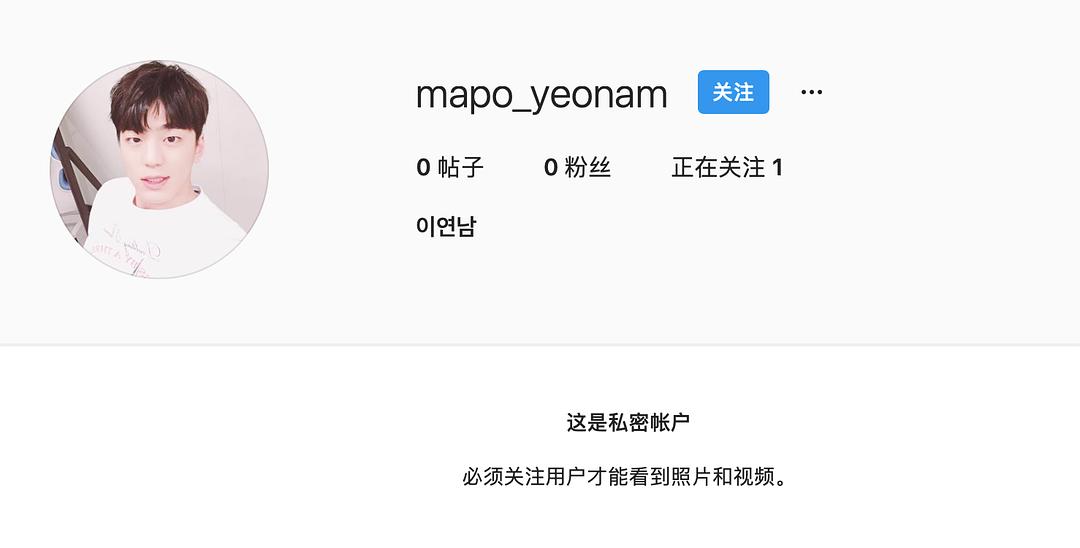 mapo_yeonam 关注 ...
0 帖子 0 粉丝 正在关注 1
이연남
这是私密帐户
必须关注用户才能看到照片和视频。